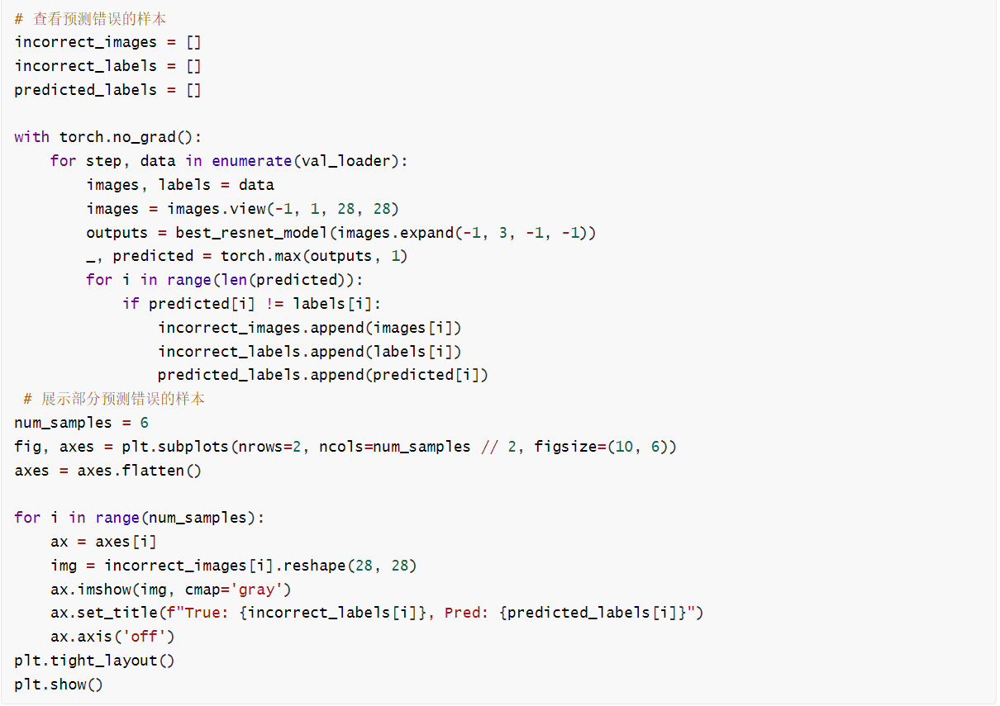 # 查看预测错误的样本
incorrect_images = []
incorrect_labels = []
predicted_labels = []

with torch.no_grad():
    for step, data in enumerate(val_loader):
        images, labels = data
        images = images.view(-1, 1, 28, 28)
        outputs = best_resnet_model(images.expand(-1, 3, -1, -1))
        _, predicted = torch.max(outputs, 1)
        for i in range(len(predicted)):
            if predicted[i] != labels[i]:
                incorrect_images.append(images[i])
                incorrect_labels.append(labels[i])
                predicted_labels.append(predicted[i])
 # 展示部分预测错误的样本
num_samples = 6
fig, axes = plt.subplots(nrows=2, ncols=num_samples // 2, figsize=(10, 6))
axes = axes.flatten()

for i in range(num_samples):
    ax = axes[i]
    img = incorrect_images[i].reshape(28, 28)
    ax.imshow(img, cmap='gray')
    ax.set_title(f"True: {incorrect_labels[i]}, Pred: {predicted_labels[i]}")
    ax.axis('off')
plt.tight_layout()
plt.show()